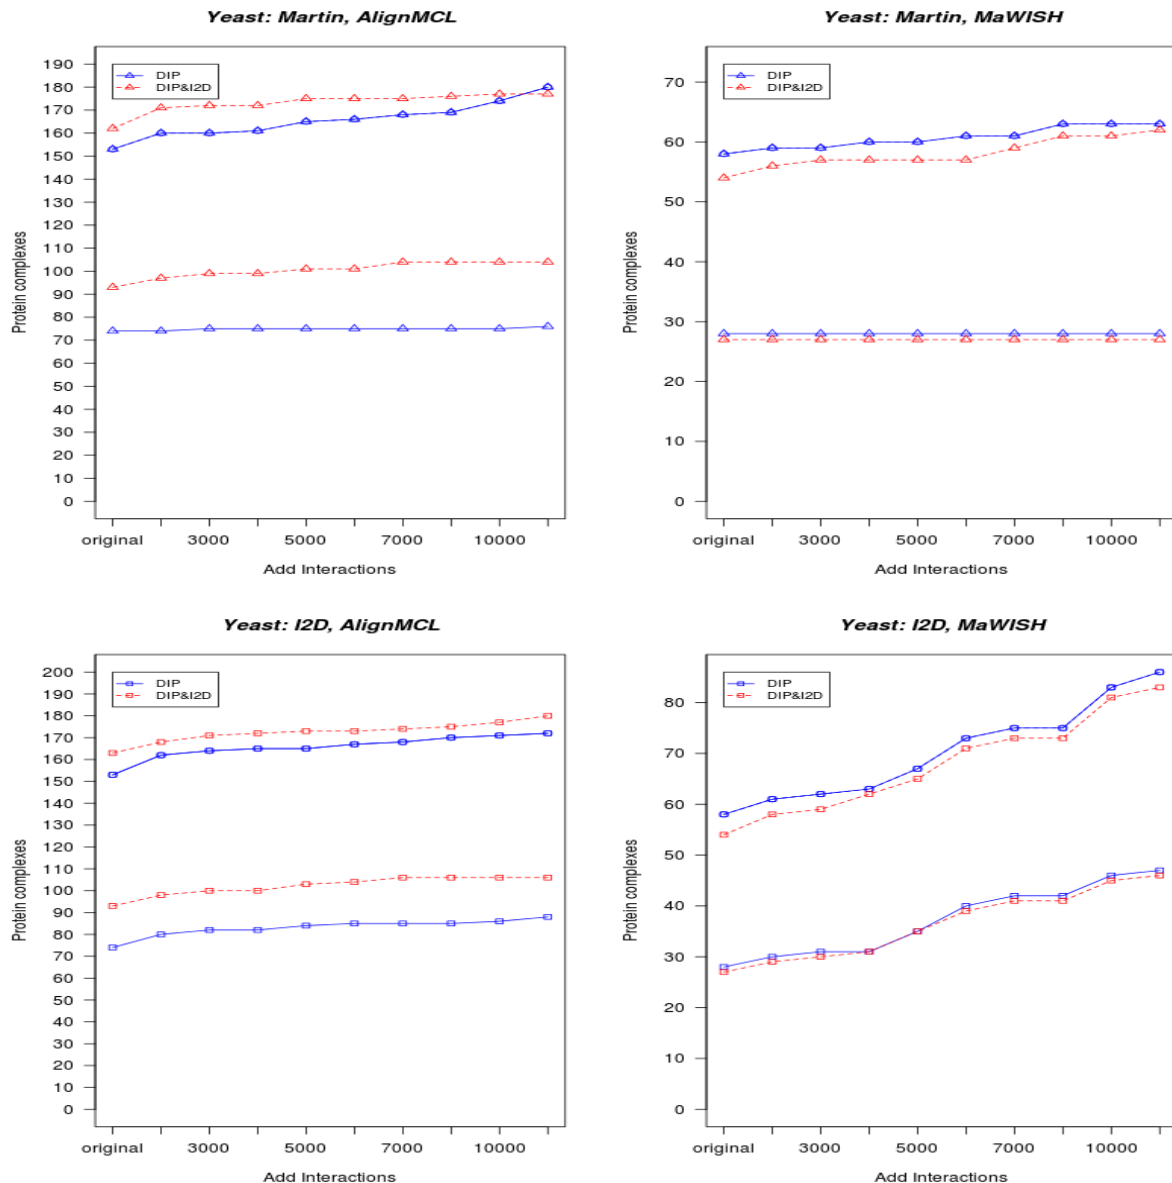 Yeast: Martin, AlignMCL
DIP
DIP&I2D
Protein complexes
190
180
170
160
150
140
130
120
110
100
90
80
70
60
50
40
30
20
10
0
original 3000 5000 7000 10000
Add Interactions
Yeast: Martin, MaWISH
DIP
DIP&I2D
Protein complexes
70
60
50
40
30
20
10
0
original 3000 5000 7000 10000
Add Interactions
Yeast: I2D, AlignMCL
DIP
DIP&I2D
Protein complexes
200
190
180
170
160
150
140
130
120
110
100
90
80
70
60
50
40
30
20
10
0
original 3000 5000 7000 10000
Add Interactions
Yeast: I2D, MaWISH
DIP
DIP&I2D
Protein complexes
80
70
60
50
40
30
20
10
0
original 3000 5000 7000 10000
Add Interactions